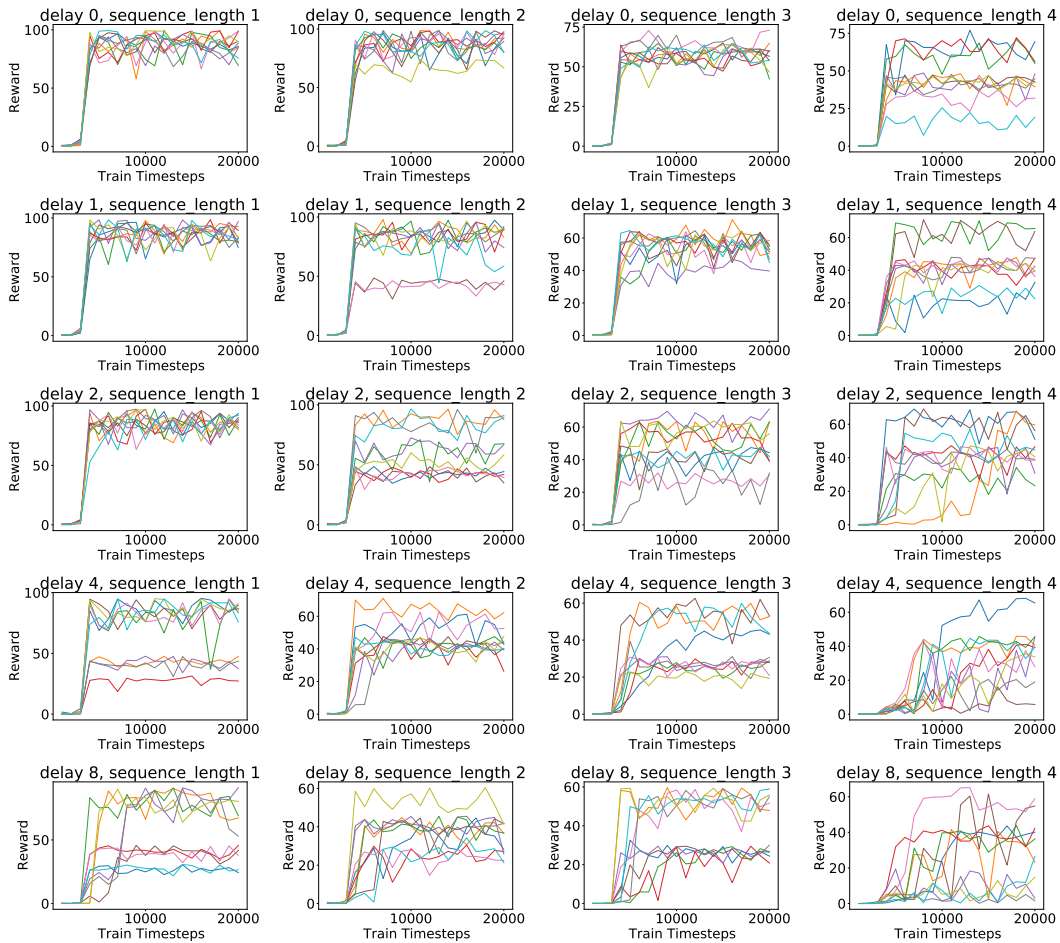 delay 0, sequence_length 1
delay 0, sequence_length 2
delay 0, sequence_length 3
delay 0, sequence_length 4
100
50
0
Reward
10000
20000
Train Timesteps
100
50
0
Reward
10000
20000
Train Timesteps
75
50
25
0
Reward
10000
20000
Train Timesteps
75
50
25
0
Reward
10000
20000
Train Timesteps
delay 1, sequence_length 1
delay 1, sequence_length 2
delay 1, sequence_length 3
delay 1, sequence_length 4
100
50
0
Reward
10000
20000
Train Timesteps
100
50
0
Reward
10000
20000
Train Timesteps
60
40
20
0
Reward
10000
20000
Train Timesteps
60
40
20
0
Reward
10000
20000
Train Timesteps
delay 2, sequence_length 1
delay 2, sequence_length 2
delay 2, sequence_length 3
delay 2, sequence_length 4
100
50
0
Reward
10000
20000
Train Timesteps
100
50
0
Reward
10000
20000
Train Timesteps
60
40
20
0
Reward
10000
20000
Train Timesteps
60
40
20
0
Reward
10000
20000
Train Timesteps
delay 4, sequence_length 1
delay 4, sequence_length 2
delay 4, sequence_length 3
delay 4, sequence_length 4
100
50
0
Reward
10000
20000
Train Timesteps
60
40
20
0
Reward
10000
20000
Train Timesteps
60
40
20
0
Reward
10000
20000
Train Timesteps
60
40
20
0
Reward
10000
20000
Train Timesteps
delay 8, sequence_length 1
delay 8, sequence_length 2
delay 8, sequence_length 3
delay 8, sequence_length 4
50
0
Reward
10000
20000
Train Timesteps
60
40
20
0
Reward
10000
20000
Train Timesteps
60
40
20
0
Reward
10000
20000
Train Timesteps
60
40
20
0
Reward
10000
20000
Train Timesteps